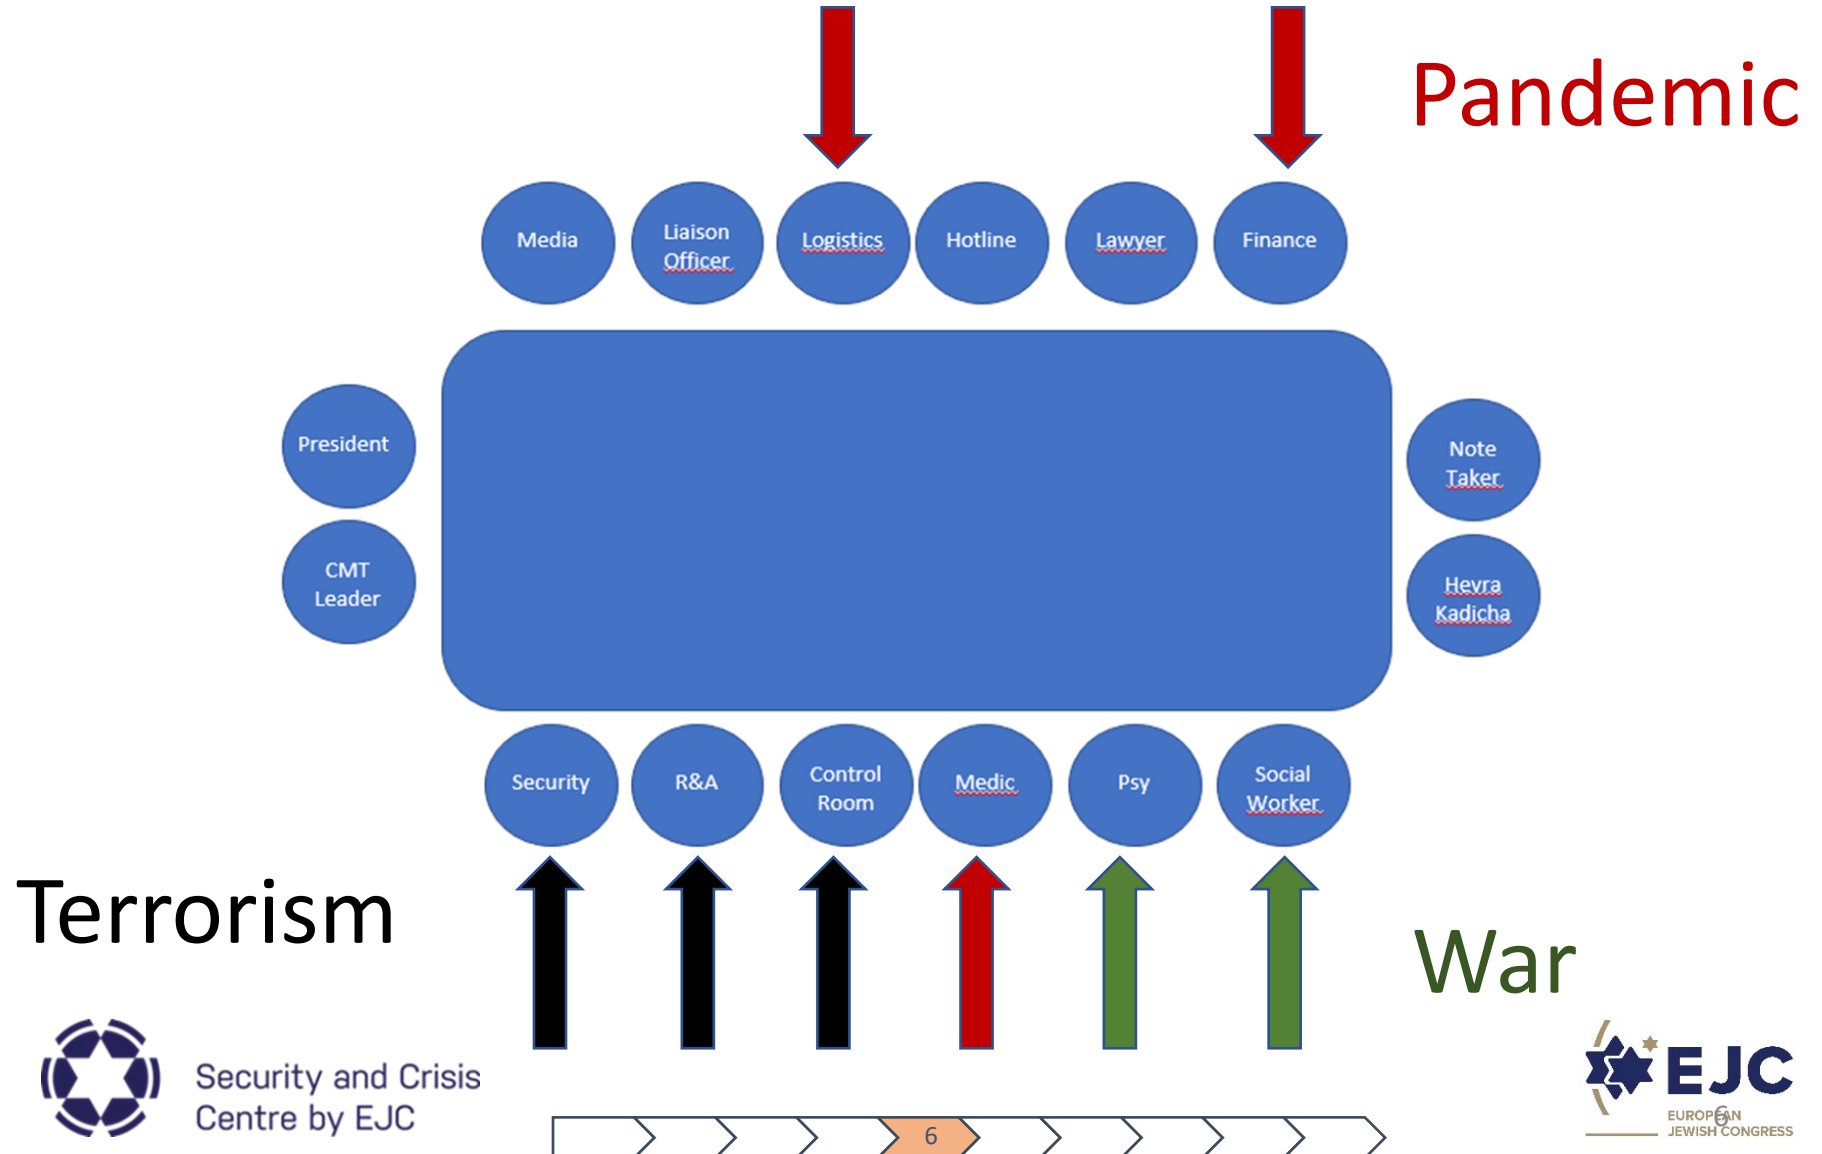 Pandemic
Media
Liaison
Officer
Logistics
Hotline
Lawyer
Finance
President
CMT
Leader
Note
Taker
Hevra
Kadicha
Security
R&A
Control
Room
Medic
Psy
Social
Worker
Terrorism
War
Security and Crisis
Centre by EJC
6
EJC
EUROPEAN
JEWISH CONGRESS
6